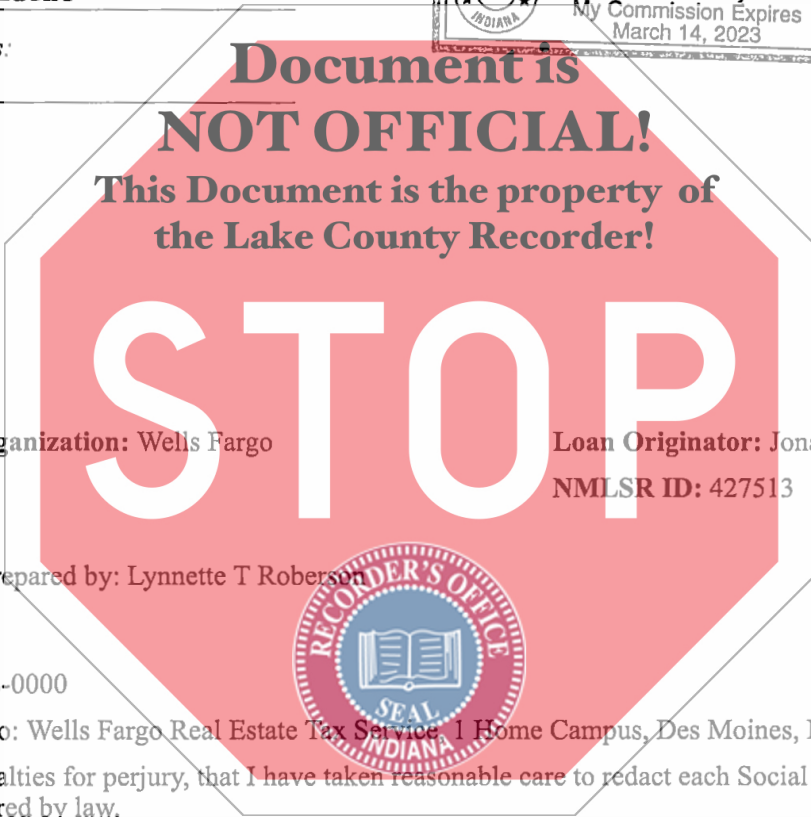 INDIANA
My Commission Expires
March 14, 2023
Document is
NOT OFFICIAL!
This Document is the property of
the Lake County Recorder!
STOP
ganization: Wells Fargo
Loan Originator: Jona
NMLSR ID: 427513
epared by: Lynnette T Roberson
RECORDER'S OFFICE
SEAL
INDIANA
-0000
o: Wells Fargo Real Estate Tax Service, 1 Home Campus, Des Moines, I
alties for perjury, that I have taken reasonable care to redact each Social
red by law.